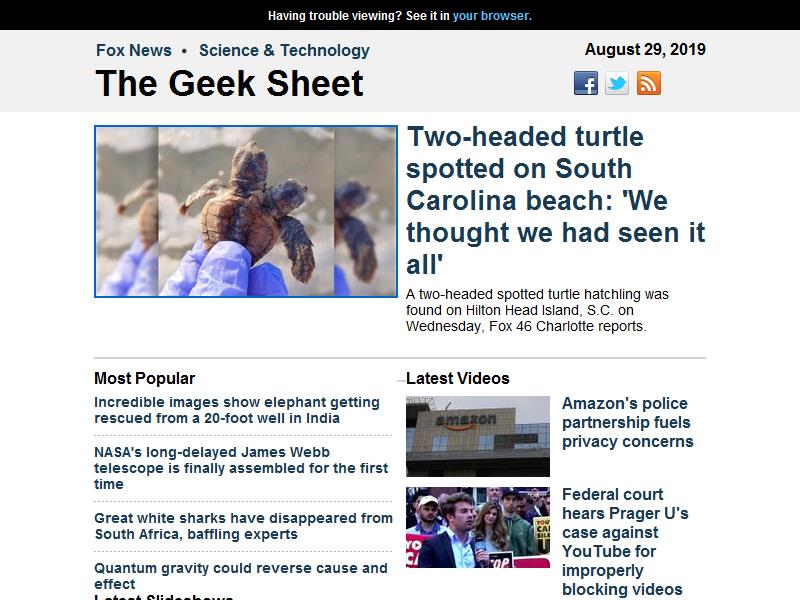 Having trouble viewing? See it in your browser.
Fox News • Science & Technology
August 29, 2019
The Geek Sheet
Two-headed turtle
spotted on South
Carolina beach: 'We
thought we had seen it
all'
A two-headed spotted turtle hatchling was
found on Hilton Head Island, S.C. on
Wednesday, Fox 46 Charlotte reports.
Most Popular
Incredible images show elephant getting
rescued from a 20-foot well in India
NASA's long-delayed James Webb
telescope is finally assembled for the first
time
Great white sharks have disappeared from
South Africa, baffling experts
Quantum gravity could reverse cause and
effect
Latest Slideshows
Latest Videos
amazon
Amazon's police
partnership fuels
privacy concerns
Federal court
hears Prager U's
case against
YouTube for
improperly
blocking videos